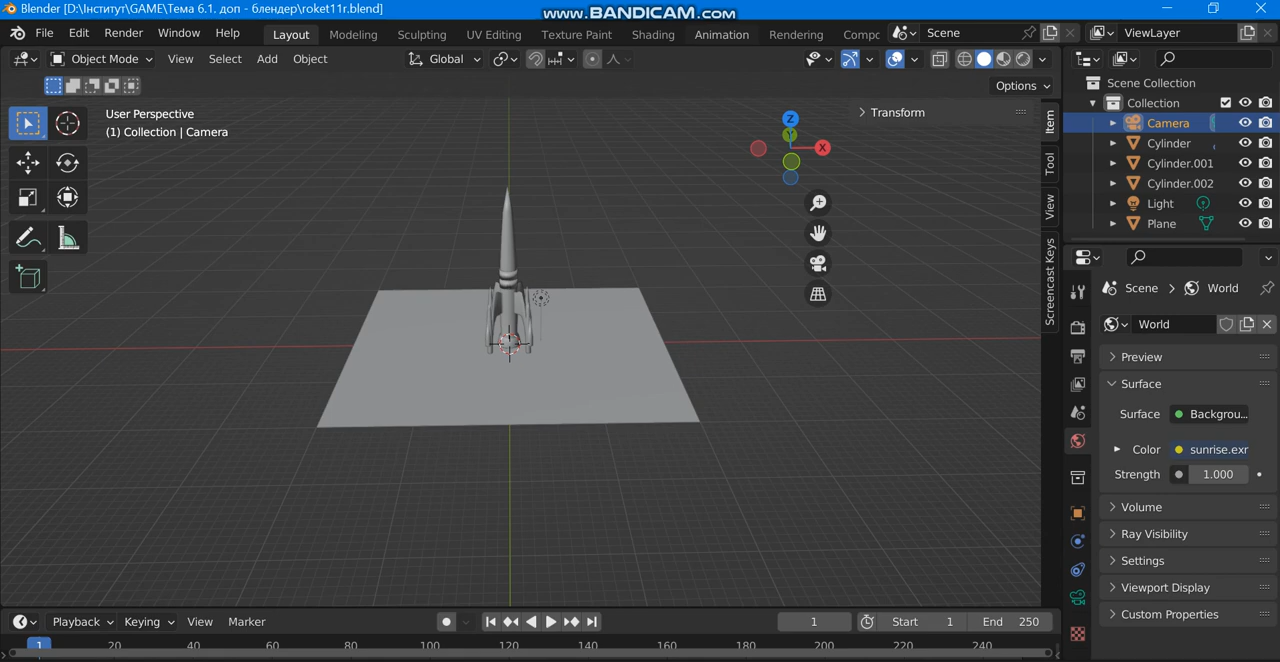 Blender [D:\Інститут\GAME\Тема 6.1. доп - блендер\roket11r.blend]
www.BANDICAM.com
File Edit Render Window Help Layout Modeling Sculpting UV Editing Texture Paint Shading Animation Rendering Compc Scene ViewLayer
Object Mode View Select Add Object Global
Options
User Perspective
(1) Collection | Camera
Transform
Z
Y
X
Item
Tool
View
Screencast Keys
Scene Collection
Collection
Camera
Cylinder
Cylinder.001
Cylinder.002
Light
Plane
Scene World
World
Preview
Surface
Surface Backgrou...
Color sunrise.exr
Strength 1.000
Volume
Ray Visibility
Settings
Viewport Display
Custom Properties
Playback Keying View Marker 1 Start 1 End 250
1 20 40 60 80 100 120 140 160 180 200 220 240